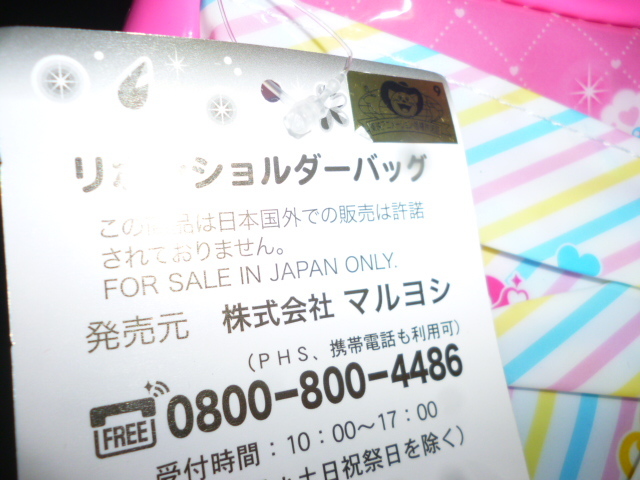 ショルダーバッグ
この商品は日本国外での販売は許諾
されておりません。
FOR SALE IN JAPAN ONLY.
発売元 株式会社 マルヨシ
(PHS、携帯電話も利用可)
FREE 0800-800-4486
受付時間：10：00～17：00
土日祝祭日を除く)